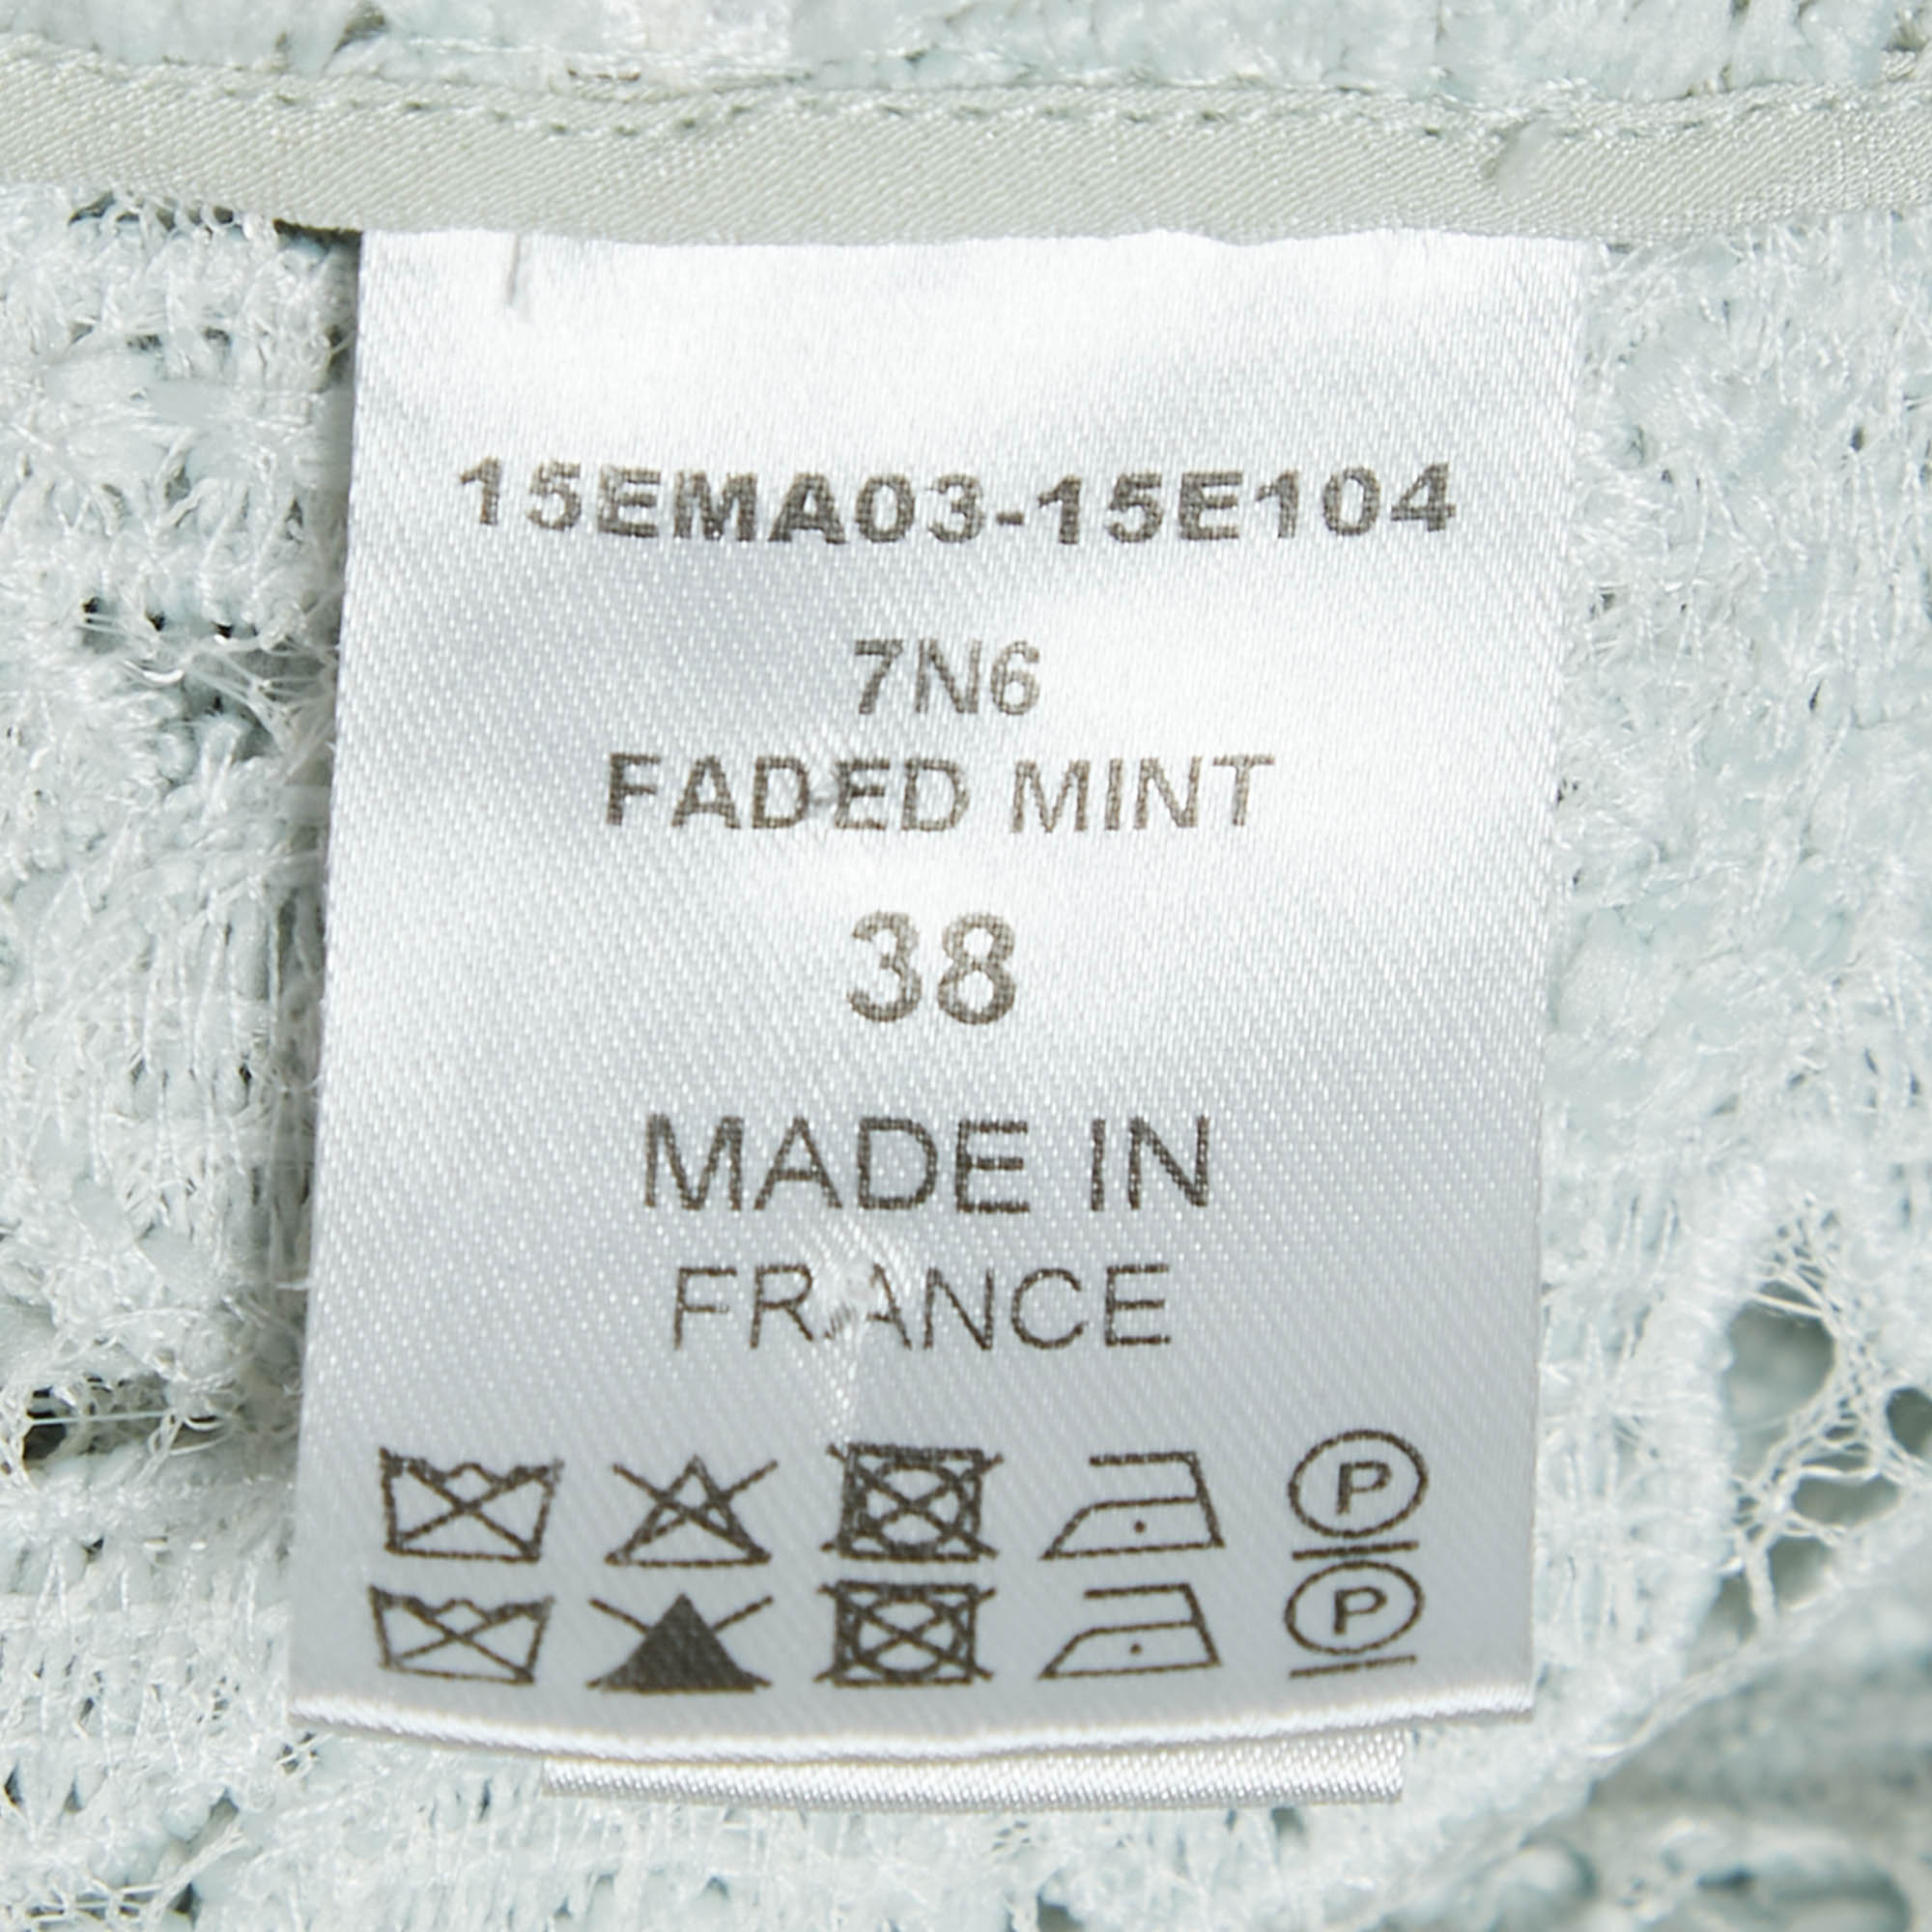 15EMA03-15E104
7N6
FADED MINT
38
MADE IN
FRANCE
P
P